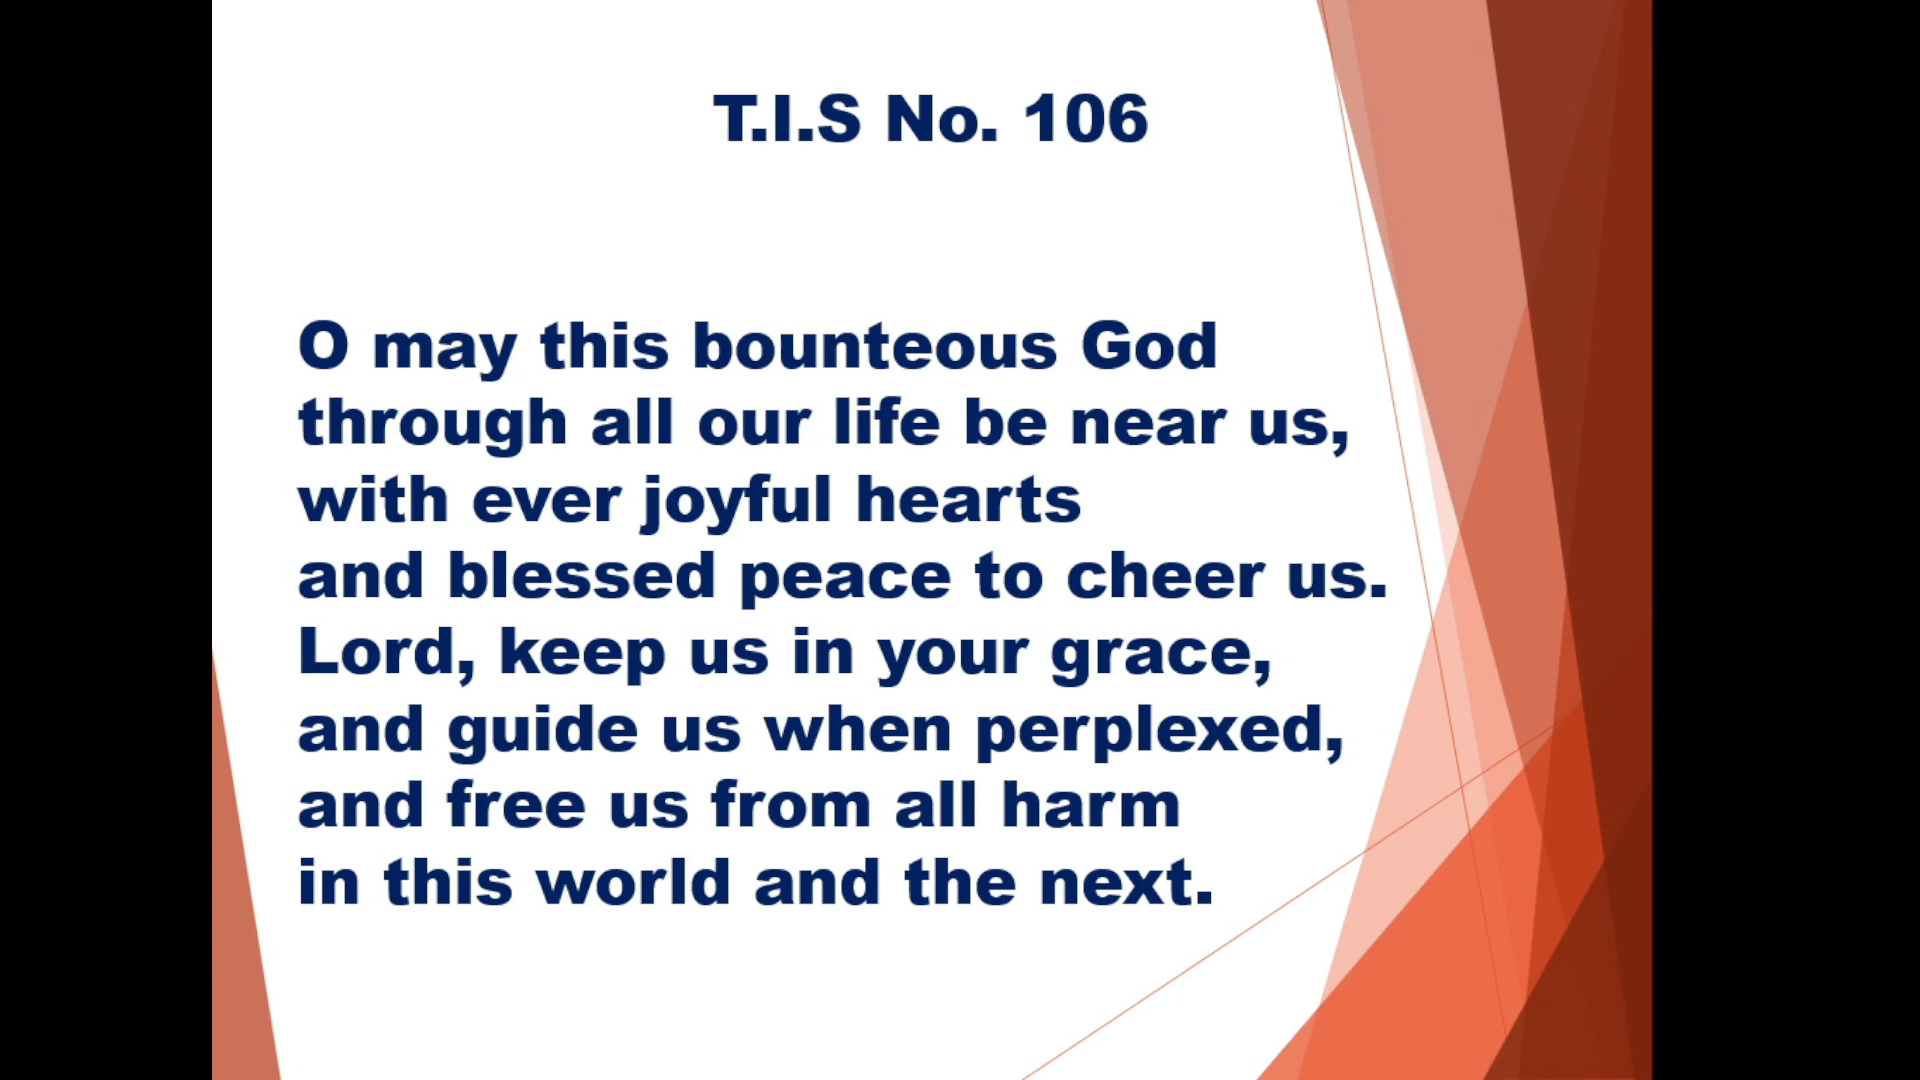 T.I.S No. 106
O may this bounteous God
through all our life be near us,
with ever joyful hearts
and blessed peace to cheer us.
Lord, keep us in your grace,
and guide us when perplexed,
and free us from all harm
in this world and the next.